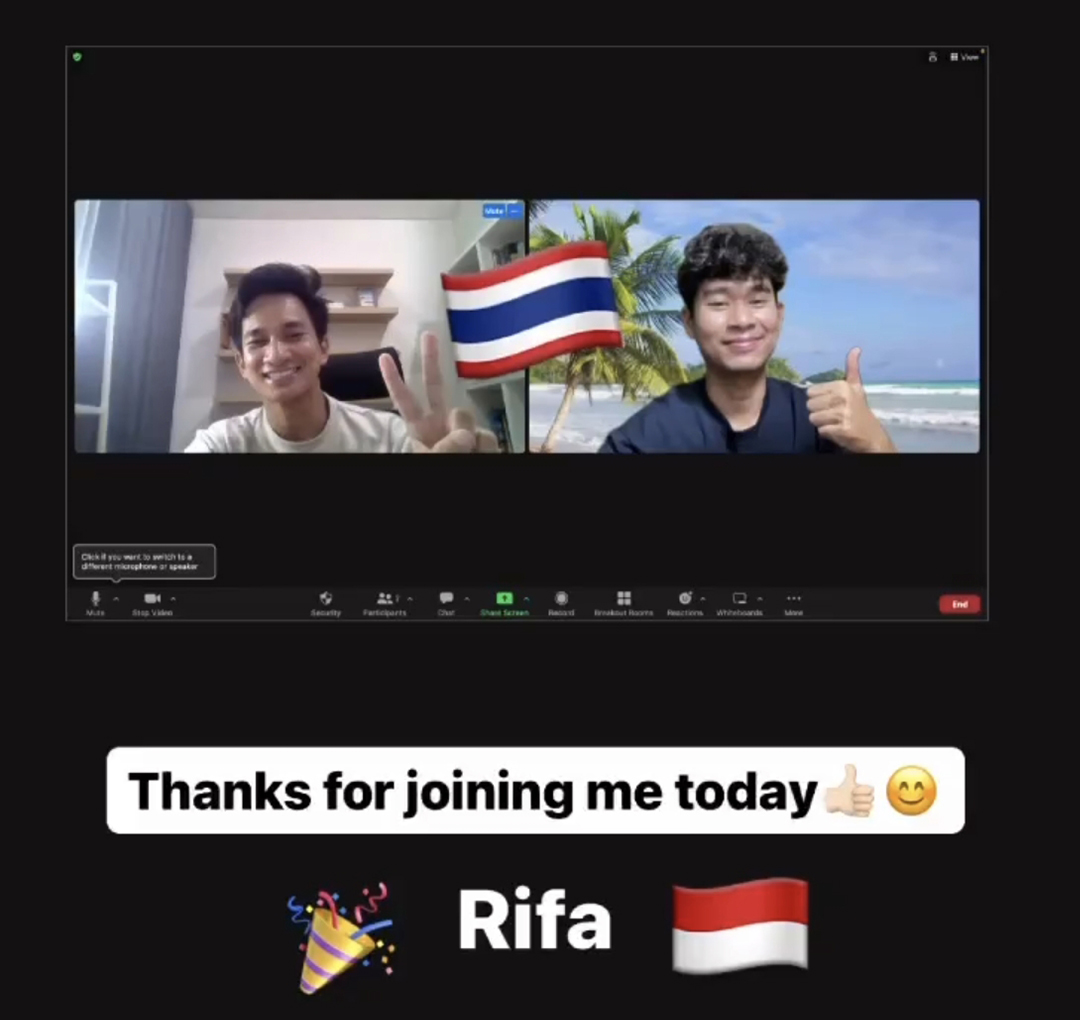 View
Mute
Click if you want to switch to a
different microphone or speaker
Mute
Stop Video
Security
Participants
Chat
Share Screen
Record
Breakout Rooms
Reactions
Whiteboards
More
End
Thanks for joining me today👍🏻😊
Rifa